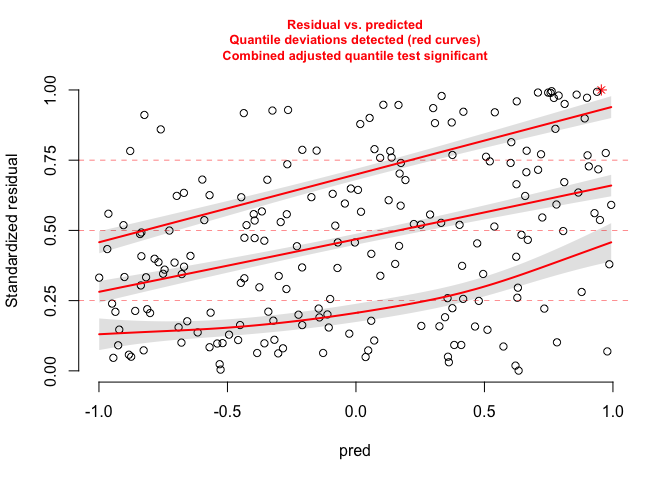 Residual vs. predicted
Quantile deviations detected (red curves)
Combined adjusted quantile test significant
Standardized residual
1.00
0.75
0.50
0.25
0.00
-1.0 -0.5 0.0 0.5 1.0
pred